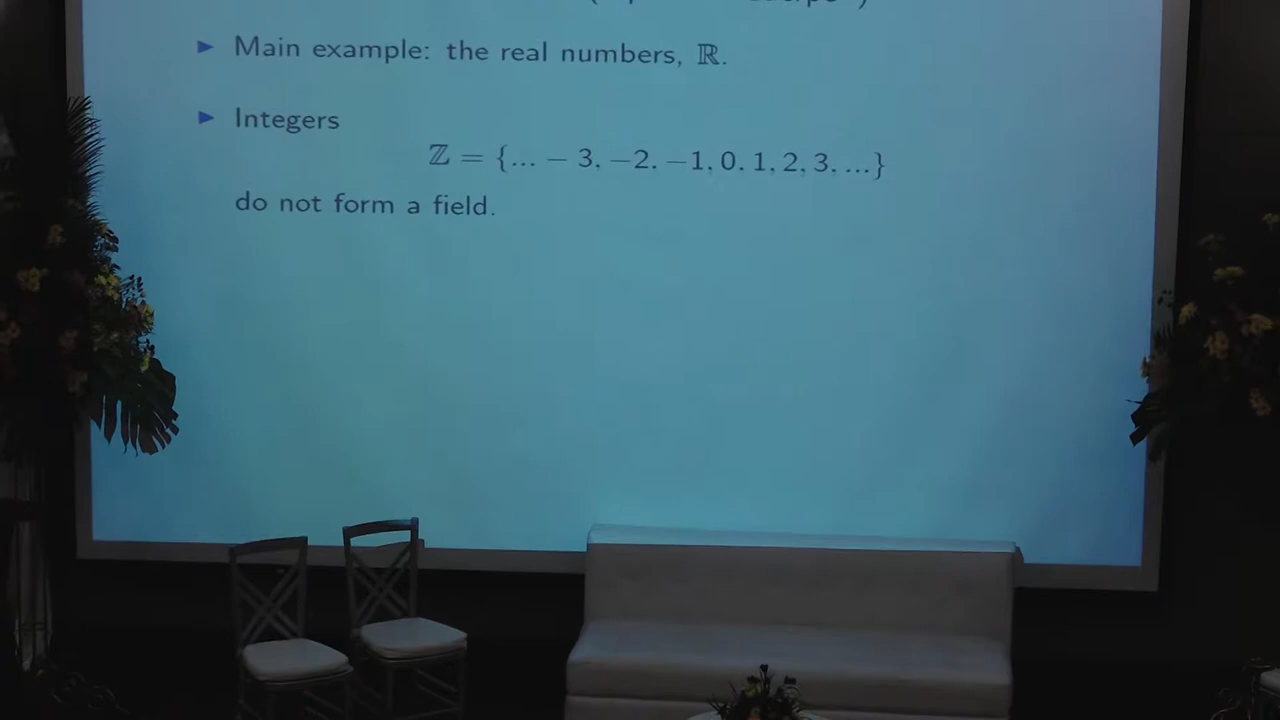 ► Main example: the real numbers, ℝ.
► Integers
ℤ = {... − 3, −2, −1, 0, 1, 2, 3, ...}
do not form a field.